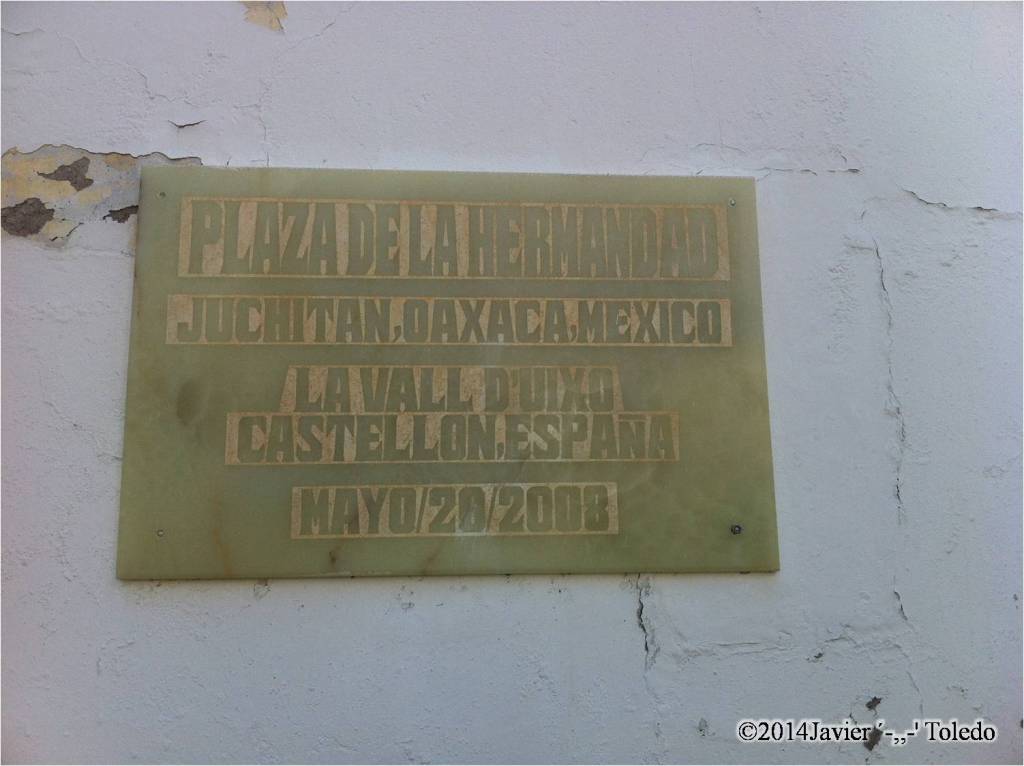 PLAZA DE LA HERMANDAD
JUCHITAN,OAXACA,MEXICO
LA VALL D'UIXO
CASTELLON,ESPAÑA
MAYO/28/2008
©2014Javier ´-,,-' Toledo